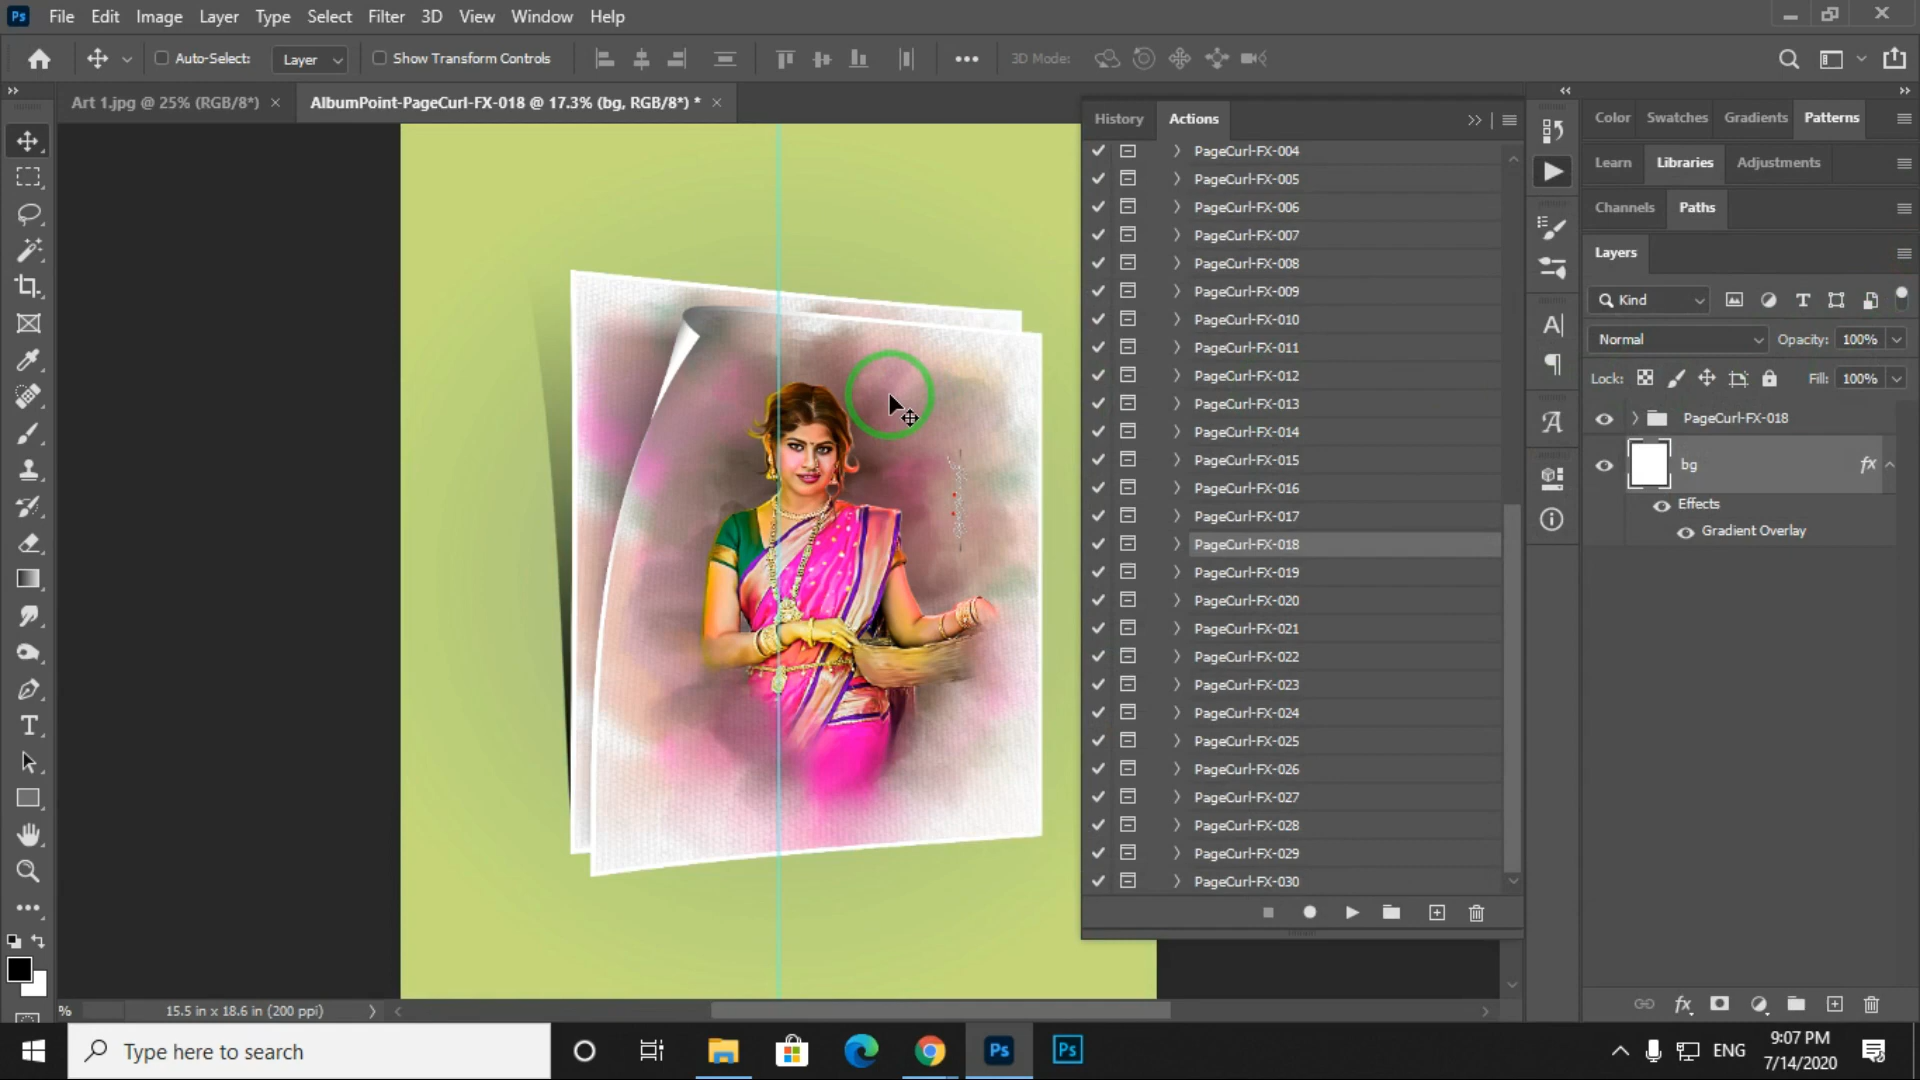 Ps File Edit Image Layer Type Select Filter 3D View Window Help
Auto-Select: Layer Show Transform Controls 3D Mode:
Art 1.jpg @ 25% (RGB/8*) × AlbumPoint-PageCurl-FX-018 @ 17.3% (bg, RGB/8*) * ×
History Actions
PageCurl-FX-004
PageCurl-FX-005
PageCurl-FX-006
PageCurl-FX-007
PageCurl-FX-008
PageCurl-FX-009
PageCurl-FX-010
PageCurl-FX-011
PageCurl-FX-012
PageCurl-FX-013
PageCurl-FX-014
PageCurl-FX-015
PageCurl-FX-016
PageCurl-FX-017
PageCurl-FX-018
PageCurl-FX-019
PageCurl-FX-020
PageCurl-FX-021
PageCurl-FX-022
PageCurl-FX-023
PageCurl-FX-024
PageCurl-FX-025
PageCurl-FX-026
PageCurl-FX-027
PageCurl-FX-028
PageCurl-FX-029
PageCurl-FX-030
Color Swatches Gradients Patterns
Learn Libraries Adjustments
Channels Paths
Layers
Kind
Normal Opacity: 100%
Lock: Fill: 100%
PageCurl-FX-018
bg fx
Effects
Gradient Overlay
% 15.5 in x 18.6 in (200 ppi)
fx
Type here to search
Ps Ps
ENG
9:07 PM
7/14/2020